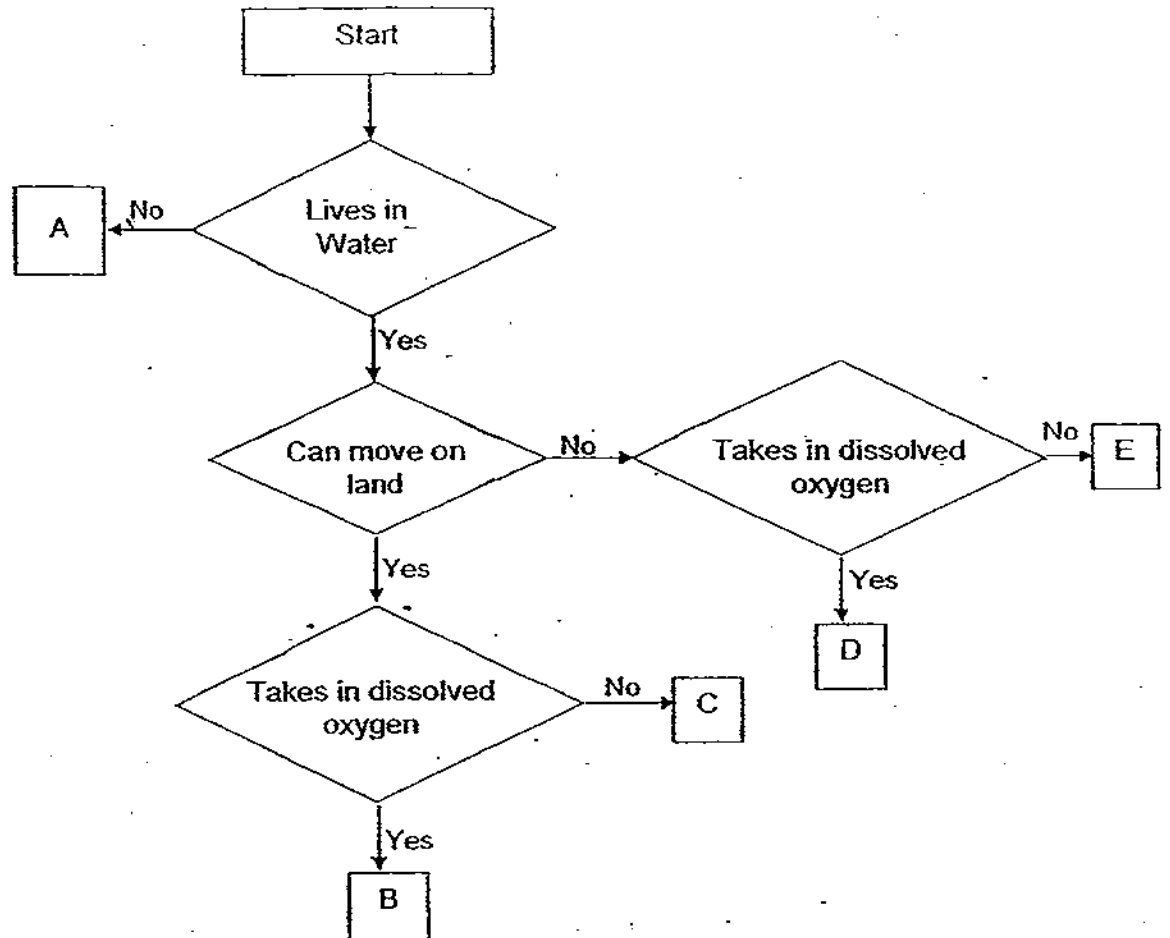 Start
Lives in
Water
No
A
Yes
Can move on
land
No
Takes in dissolved
oxygen
No
E
Yes
D
Yes
Takes in dissolved
oxygen
No
C
Yes
B